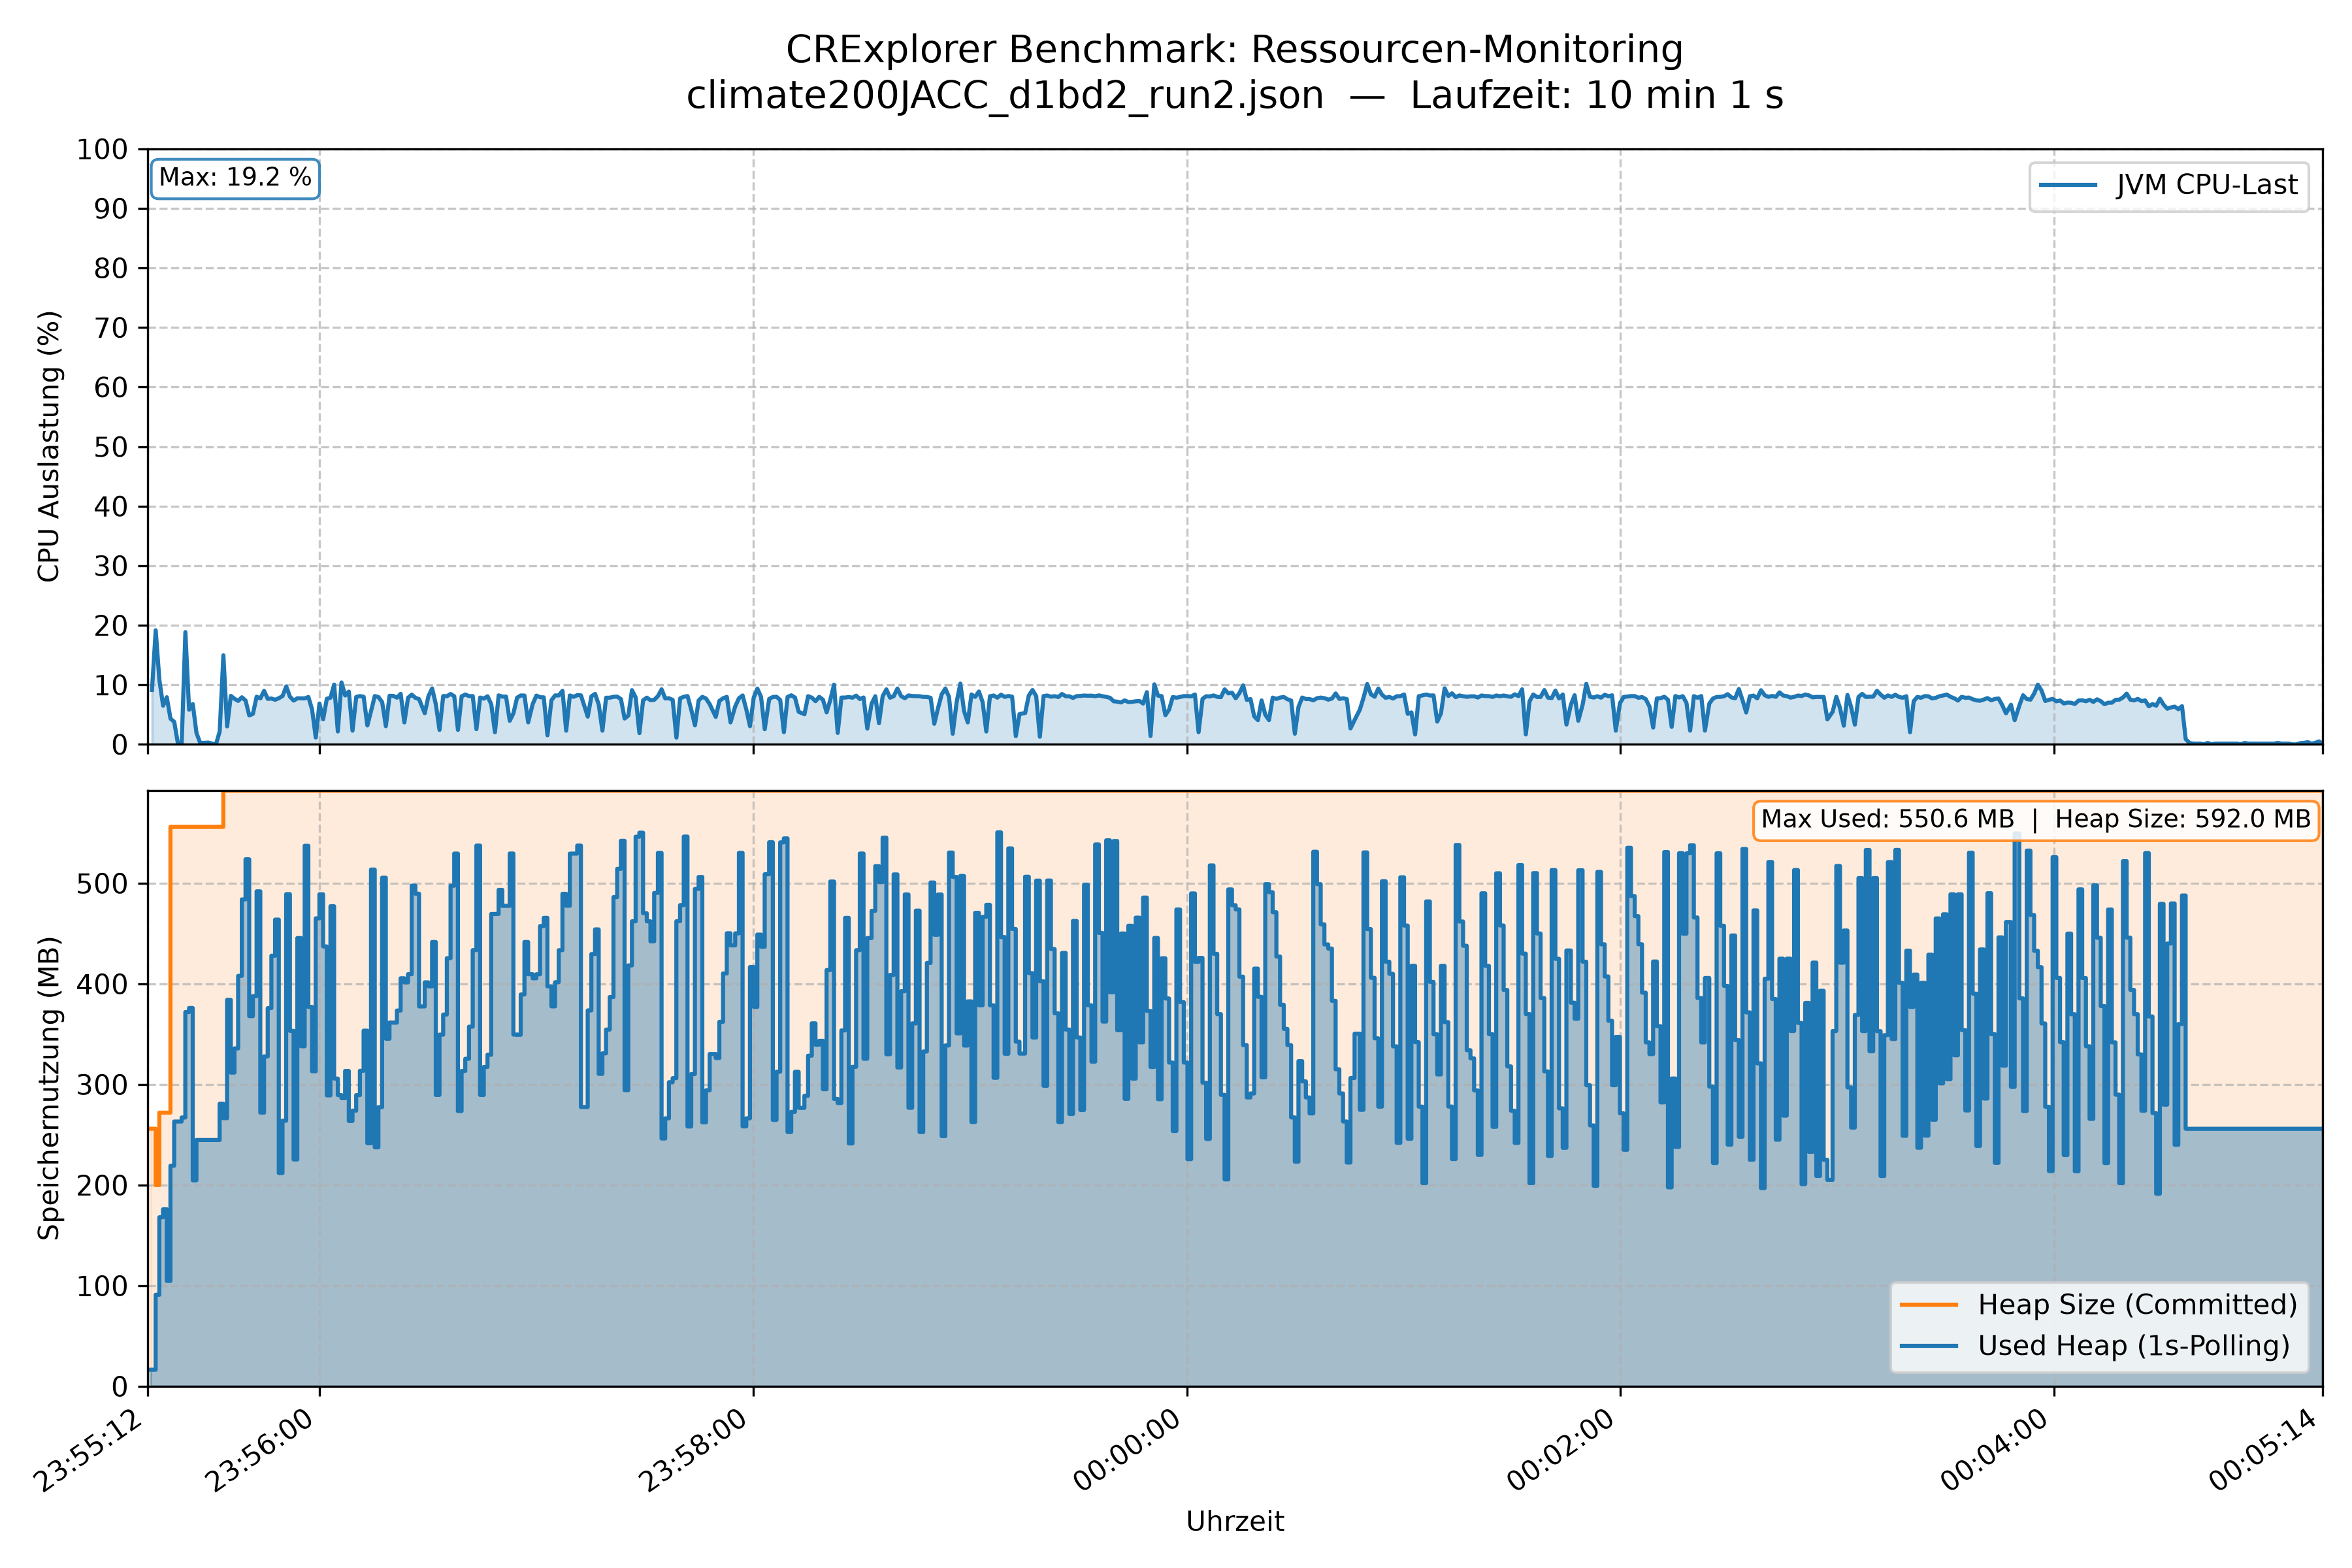 CRExplorer Benchmark: Ressourcen-Monitoring
climate200JACC_d1bd2_run2.json — Laufzeit: 10 min 1 s
CPU Auslastung (%)
100
90
80
70
60
50
40
30
20
10
0
Max: 19.2 %
JVM CPU-Last
Speichernutzung (MB)
500
400
300
200
100
0
Max Used: 550.6 MB | Heap Size: 592.0 MB
Heap Size (Committed)
Used Heap (1s-Polling)
23:55:12
23:56:00
23:58:00
00:00:00
00:02:00
00:04:00
00:05:14
Uhrzeit